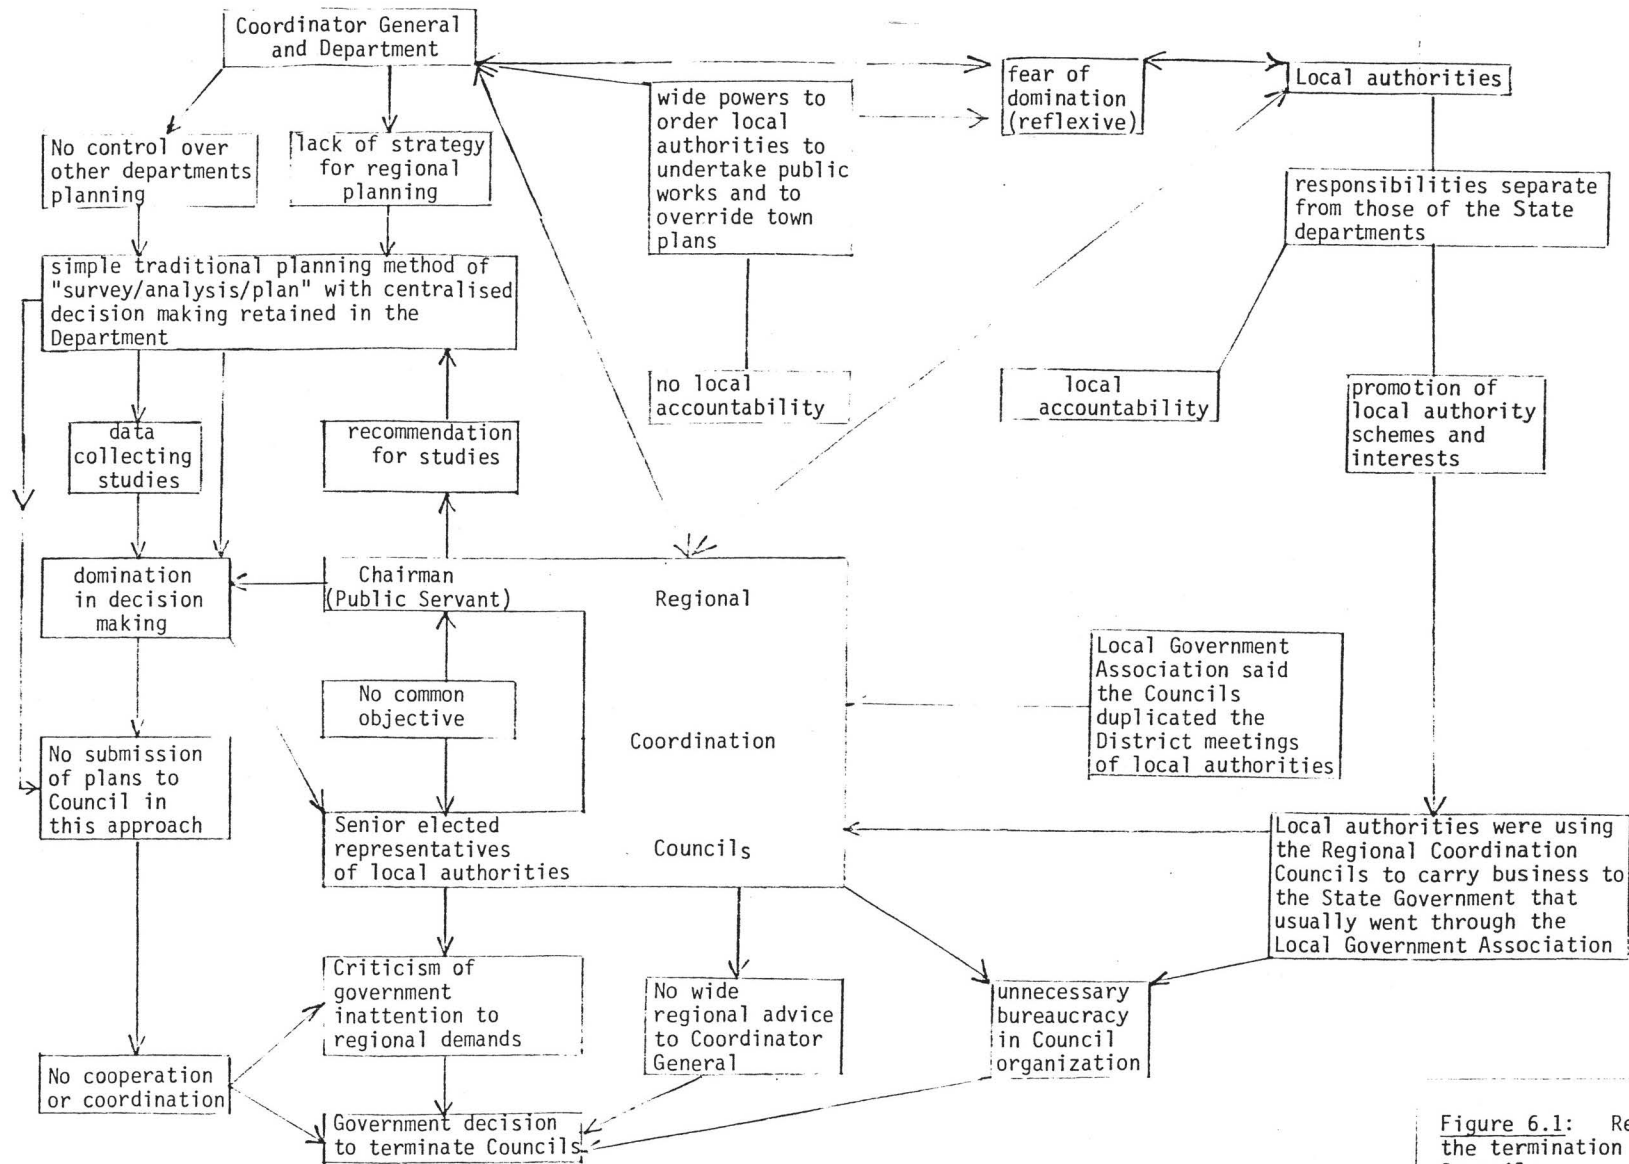 Coordinator General
and Department
wide powers to
order local
authorities to
undertake public
works and to
override town
plans
fear of
domination
(reflexive)
Local authorities
No control over
other departments
planning
lack of strategy
for regional
planning
responsibilities separate
from those of the State
departments
simple traditional planning method of
"survey/analysis/plan" with centralised
decision making retained in the
Department
no local
accountability
local
accountability
promotion of
local authority
schemes and
interests
data
collecting
studies
recommendation
for studies
domination
in decision
making
Chairman
(Public Servant)
Regional
Coordination
Councils
No common
objective
Local Government
Association said
the Councils
duplicated the
District meetings
of local authorities
No submission
of plans to
Council in
this approach
Senior elected
representatives
of local authorities
Local authorities were using
the Regional Coordination
Councils to carry business to
the State Government that
usually went through the
Local Government Association
Criticism of
government
inattention to
regional demands
No wide
regional advice
to Coordinator
General
unnecessary
bureaucracy
in Council
organization
No cooperation
or coordination
Government decision
to terminate Councils
Figure 6.1: Re
the termination